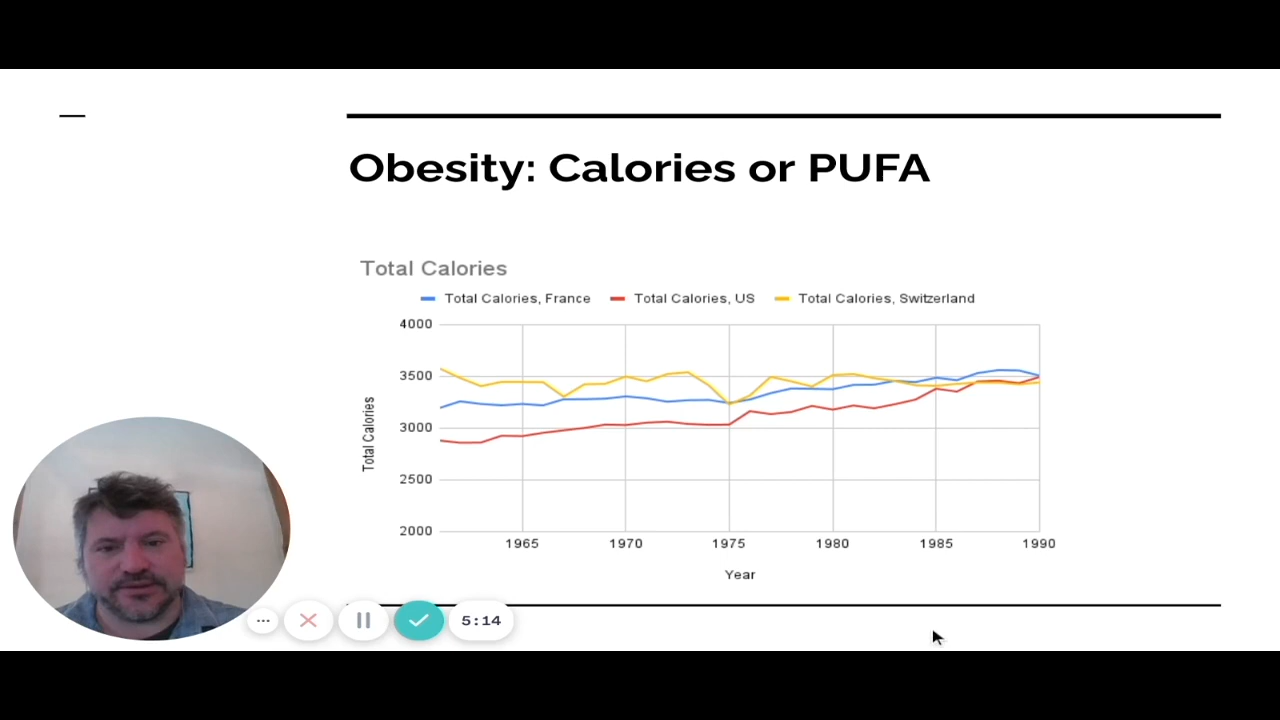 Obesity: Calories or PUFA
Total Calories
Total Calories, France Total Calories, US Total Calories, Switzerland
4000
3500
3000
2500
2000
Total Calories
1965 1970 1975 1980 1985 1990
Year
5:14